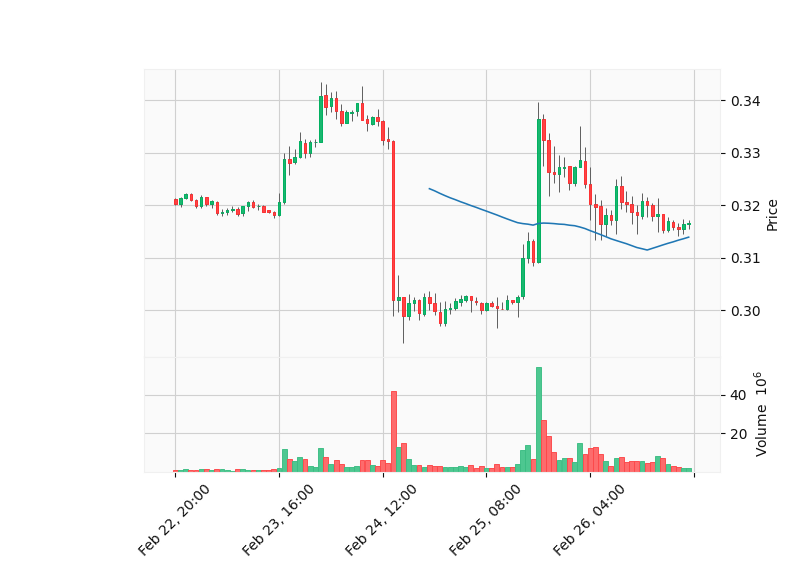 0.34
0.33
0.32
0.31
0.30
Price
40
20
Volume 10^6
Feb 22, 20:00
Feb 23, 16:00
Feb 24, 12:00
Feb 25, 08:00
Feb 26, 04:00